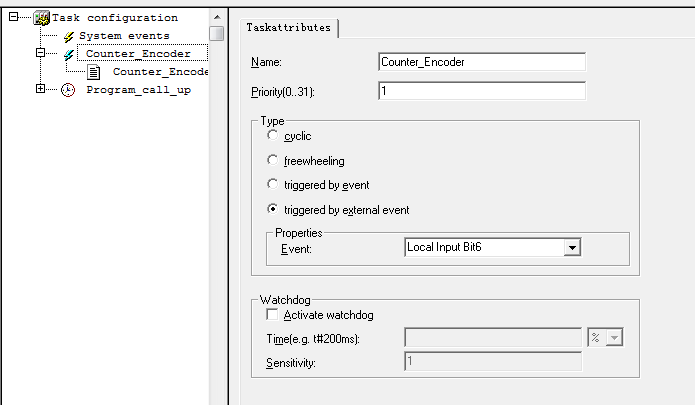 Task configuration
System events
Counter_Encoder
Counter_Encode
Program_call_up
Taskattributes
Name: Counter_Encoder
Priority(0..31): 1
Type
cyclic
freewheeling
triggered by event
triggered by external event
Properties
Event: Local Input Bit6
Watchdog
Activate watchdog
Time(e.g. t#200ms): %
Sensitivity: 1